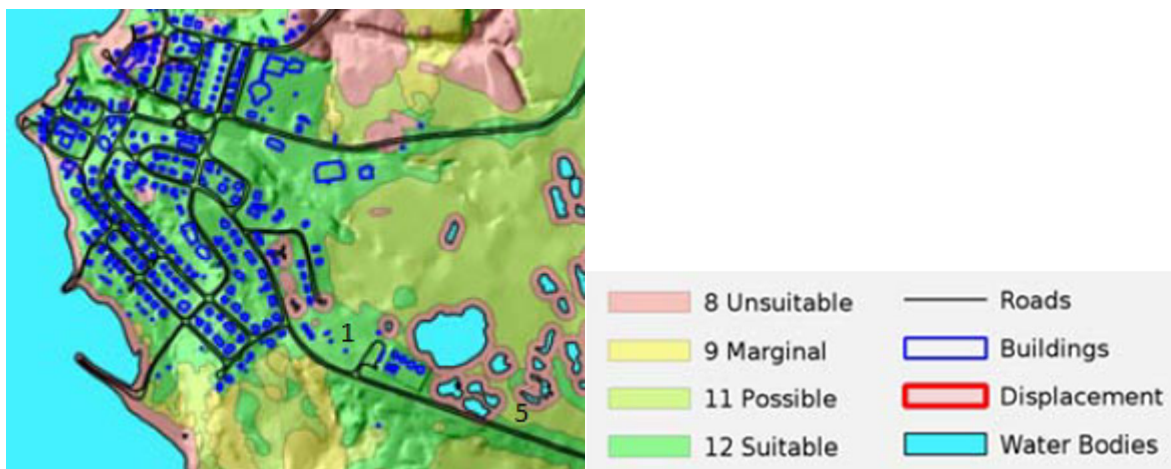 1
5
8 Unsuitable
9 Marginal
11 Possible
12 Suitable
Roads
Buildings
Displacement
Water Bodies